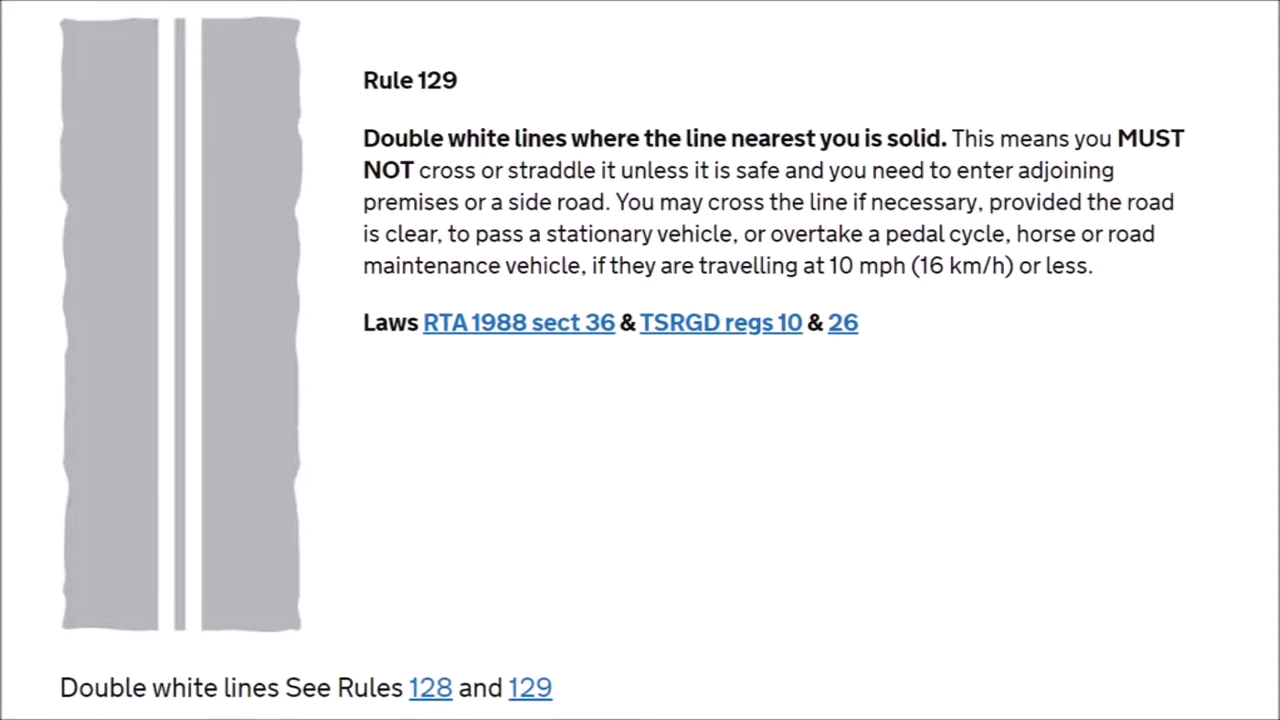 Rule 129
Double white lines where the line nearest you is solid. This means you MUST
NOT cross or straddle it unless it is safe and you need to enter adjoining
premises or a side road. You may cross the line if necessary, provided the road
is clear, to pass a stationary vehicle, or overtake a pedal cycle, horse or road
maintenance vehicle, if they are travelling at 10 mph (16 km/h) or less.
Laws RTA 1988 sect 36 & TSRGD regs 10 & 26
Double white lines See Rules 128 and 129